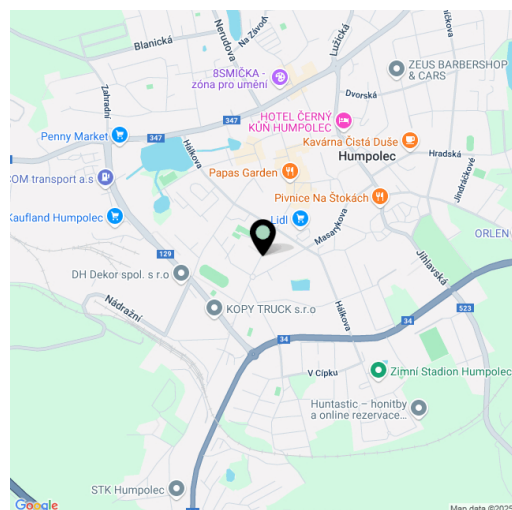 Blanická
Nerudova
Na Závod
Lužická
8SMIČKA -
zóna pro umění
ZEUS BARBERSHOP
& CARS
Dvorská
Zahradní
347
347
HOTEL ČERNÝ
KŮŇ HUMPOLEC
Penny Market
Hálkova
Kavárna Čistá Duše
Humpolec
Hradská
COM transport a.s
Papas Garden
Jindráčkové
Pivnice Na Štokách
Kaufland Humpolec
Lidl
Masarykova
ORLEN
129
Jihlavská
DH Dekor spol. s r.o
Nádražní
KOPY TRUCK s.r.o
Hálkova
523
34
34
V Cípku
Zimní Stadion Humpolec
Huntastic – honitby
a online rezervace...
STK Humpolec
Google
Map data ©2025